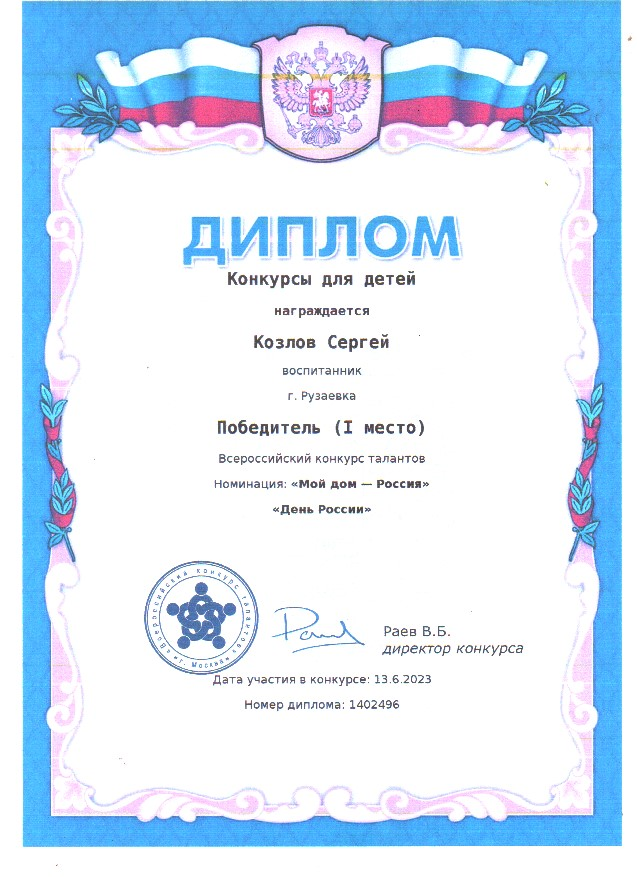 ДИПЛОМ
Конкурсы для детей
награждается
Козлов Сергей
воспитанник
г. Рузаевка
Победитель (I место)
Всероссийский конкурс талантов
Номинация: «Мой дом — Россия»
«День России»
«Всероссийский конкурс талантов»
г. Москва
Раев В.Б.
директор конкурса
Дата участия в конкурсе: 13.6.2023
Номер диплома: 1402496